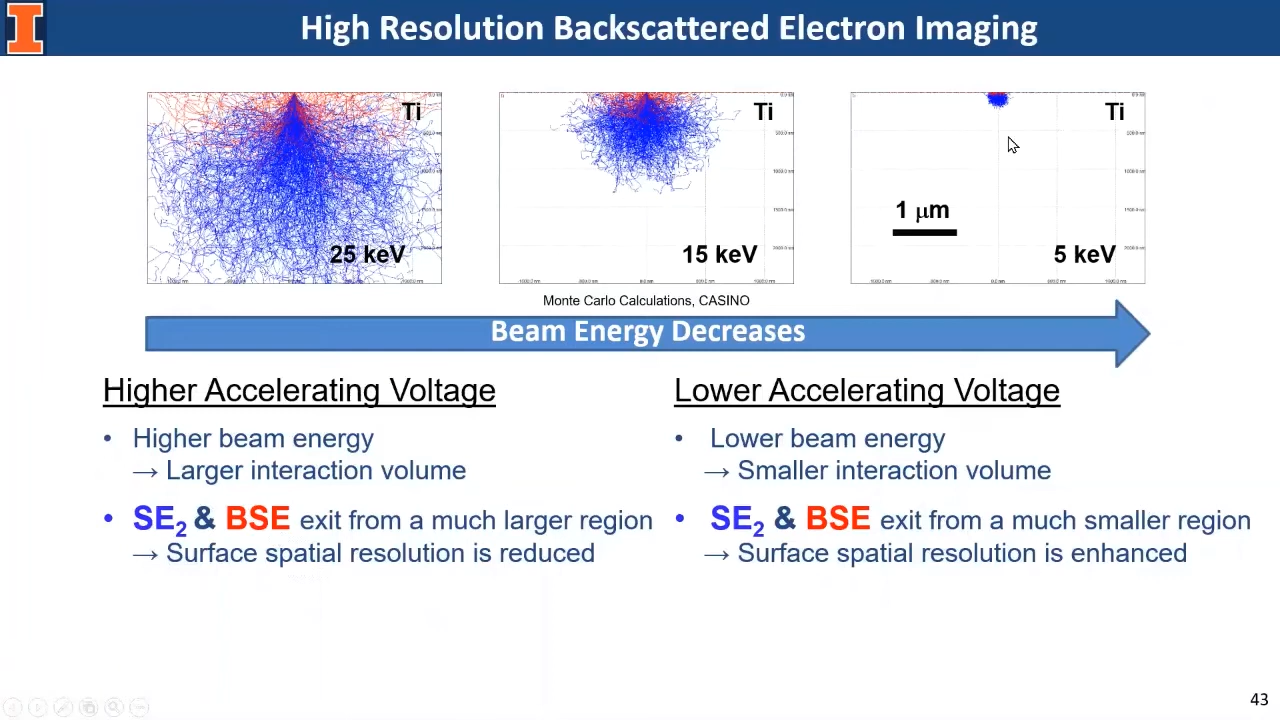 High Resolution Backscattered Electron Imaging
Ti
25 keV
Ti
15 keV
Ti
1 μm
5 keV
Monte Carlo Calculations, CASINO
Beam Energy Decreases
Higher Accelerating Voltage
• Higher beam energy
→ Larger interaction volume
• SE2 & BSE exit from a much larger region
→ Surface spatial resolution is reduced
Lower Accelerating Voltage
• Lower beam energy
→ Smaller interaction volume
• SE2 & BSE exit from a much smaller region
→ Surface spatial resolution is enhanced
43